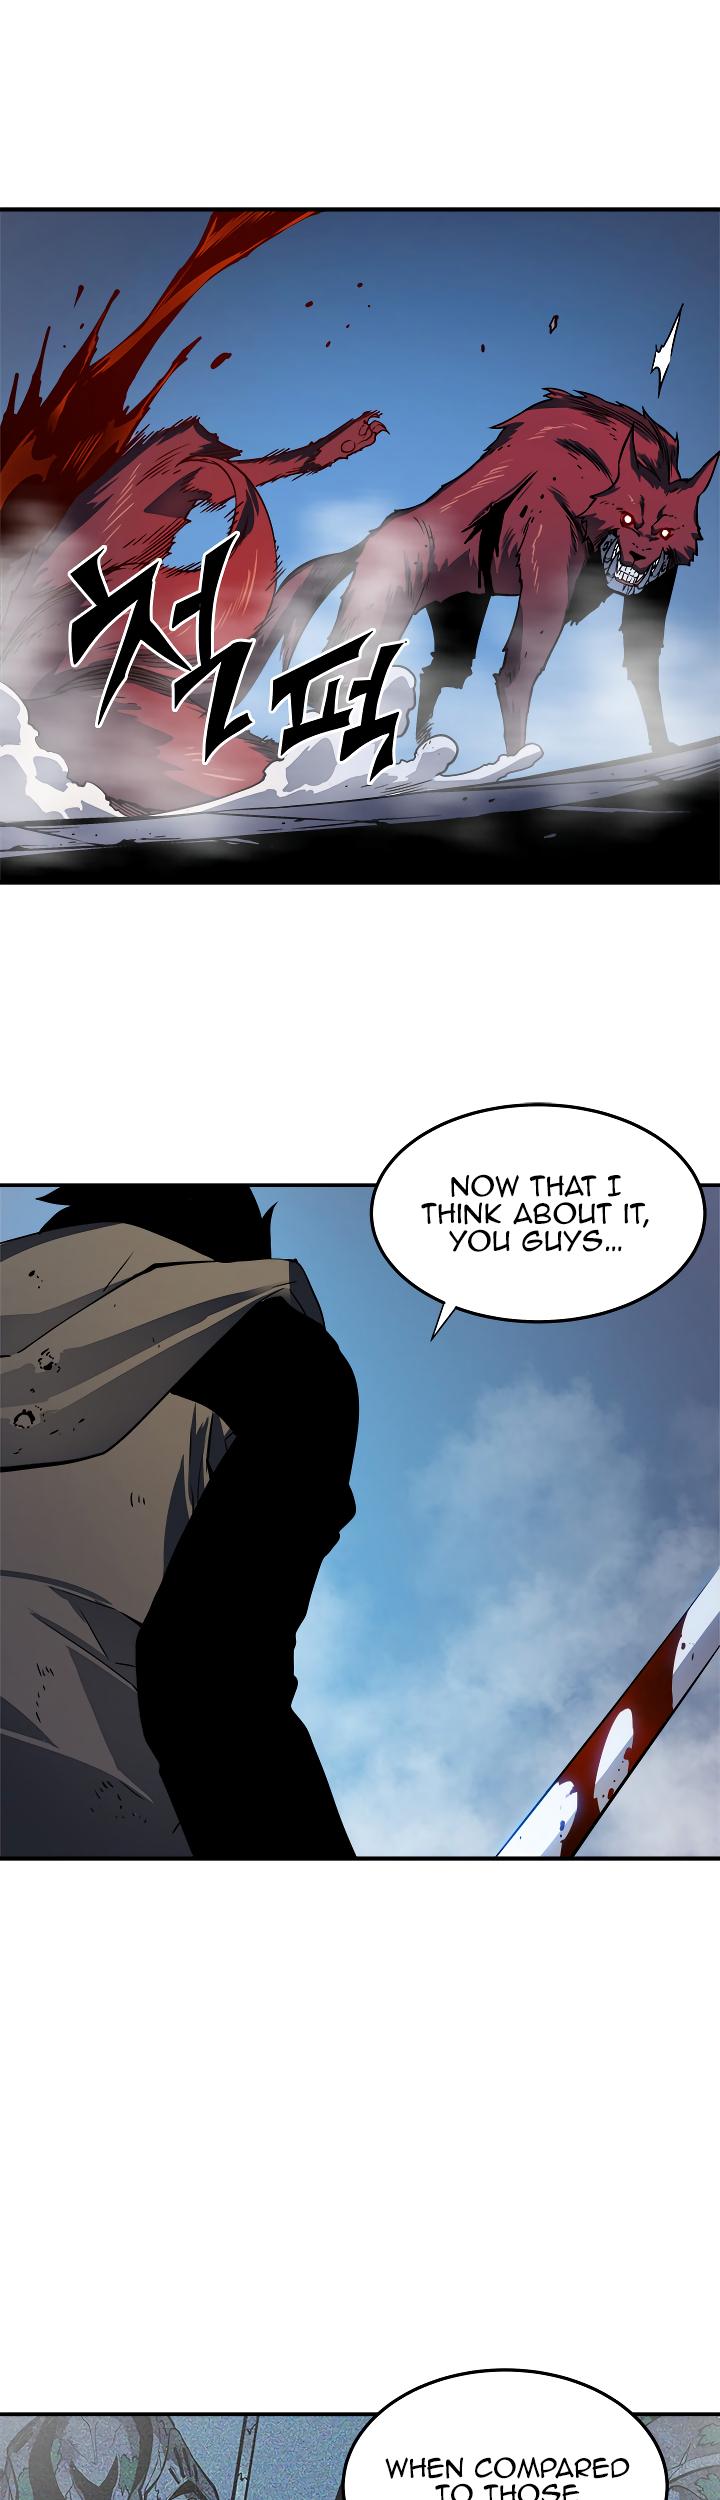 철퍽
NOW THAT I
THINK ABOUT IT,
YOU GUYS...
WHEN COMPARED
TO THOSE